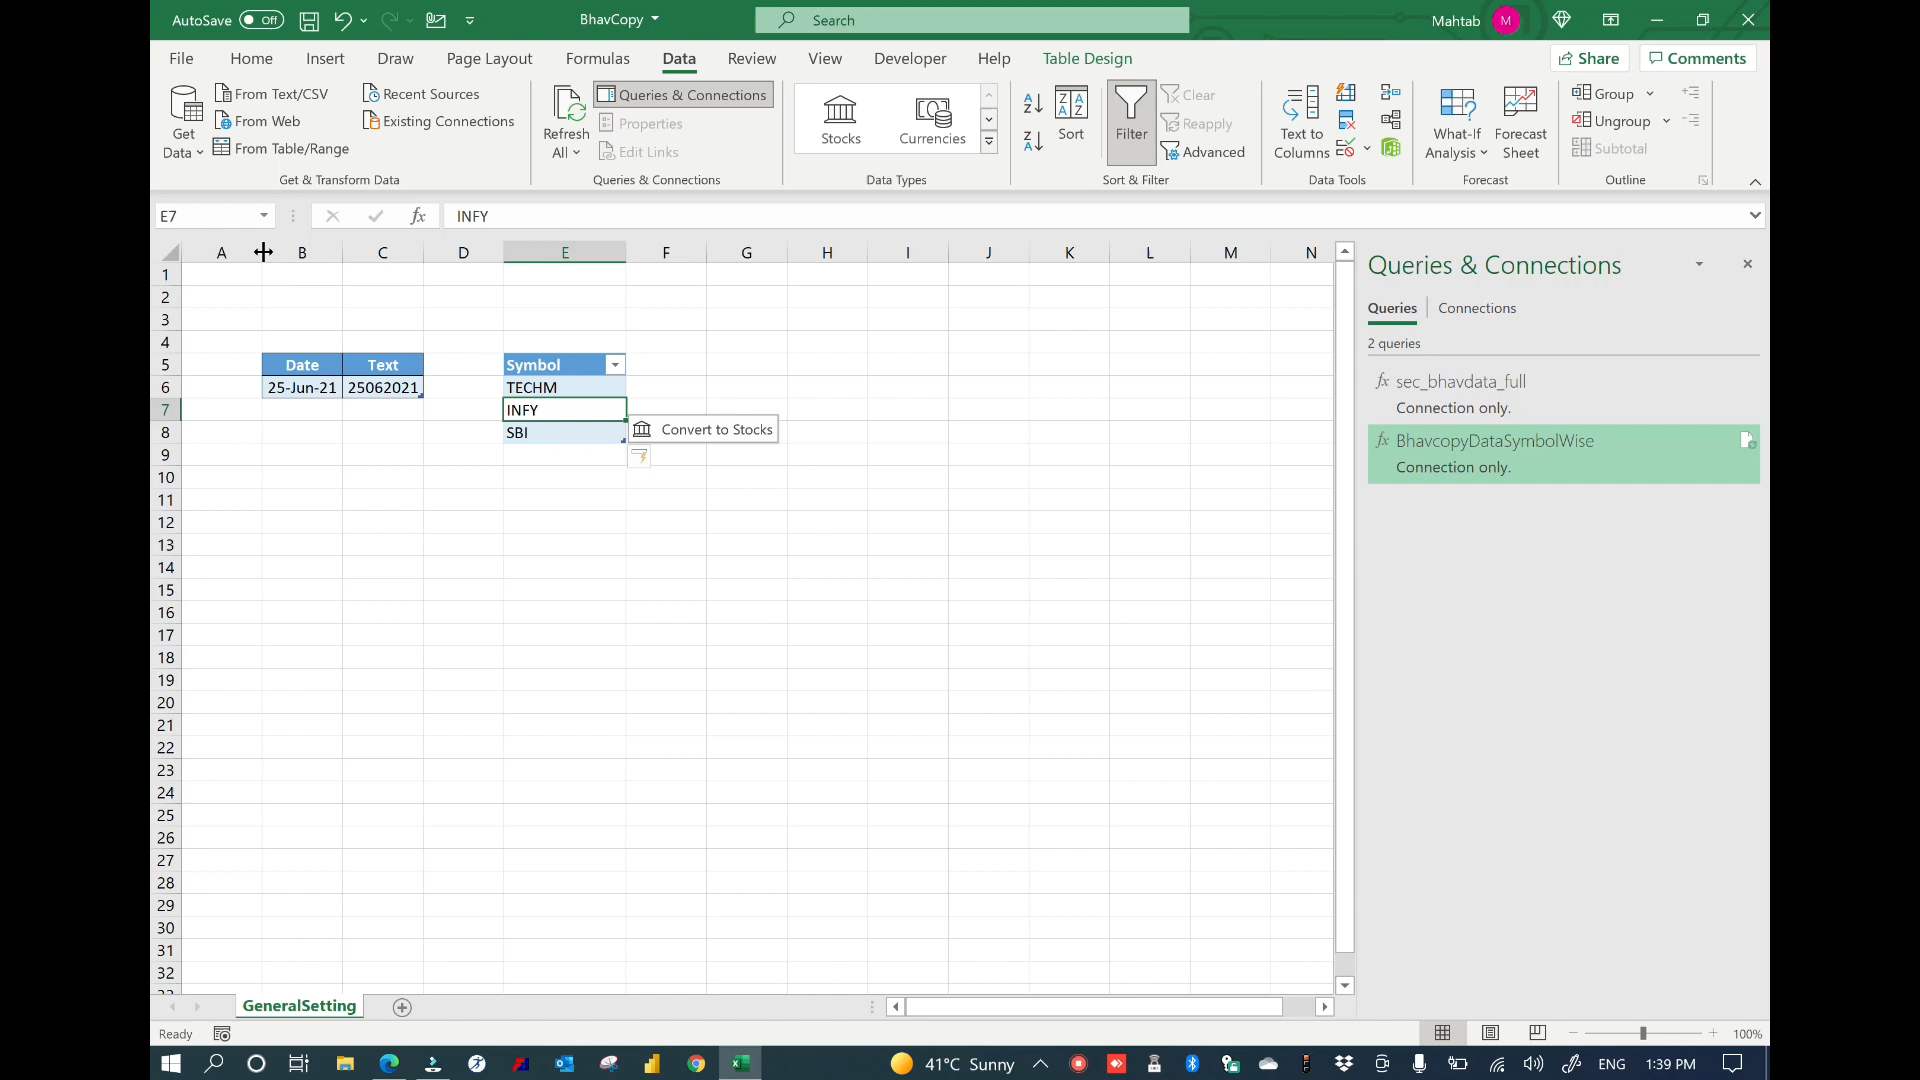 AutoSave Off BhavCopy Search Mahtab M
File Home Insert Draw Page Layout Formulas Data Review View Developer Help Table Design Share Comments
Get Data
From Text/CSV
From Web
From Table/Range
Recent Sources
Existing Connections
Get & Transform Data
Refresh All
Queries & Connections
Properties
Edit Links
Queries & Connections
Stocks Currencies
Data Types
Sort
Filter
Clear
Reapply
Advanced
Sort & Filter
Text to Columns
Data Tools
What-If Analysis
Forecast Sheet
Forecast
Group
Ungroup
Subtotal
Outline
E7 fx INFY
A B C D E F G H I J K L M N
1
2
3
4
5 Date Text Symbol
6 25-Jun-21 25062021 TECHM
7 INFY
8 SBI
Convert to Stocks
9
10
11
12
13
14
15
16
17
18
19
20
21
22
23
24
25
26
27
28
29
30
31
32
Queries & Connections
Queries Connections
2 queries
fx sec_bhavdata_full
Connection only.
fx BhavcopyDataSymbolWise
Connection only.
GeneralSetting
Ready 100%
41°C Sunny ENG 1:39 PM